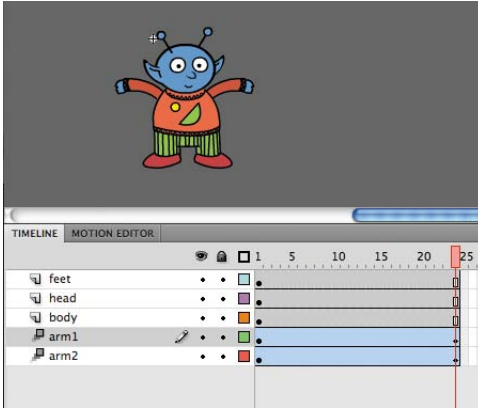 TIMELINE MOTION EDITOR
1 5 10 15 20 25
feet
head
body
arm1
arm2